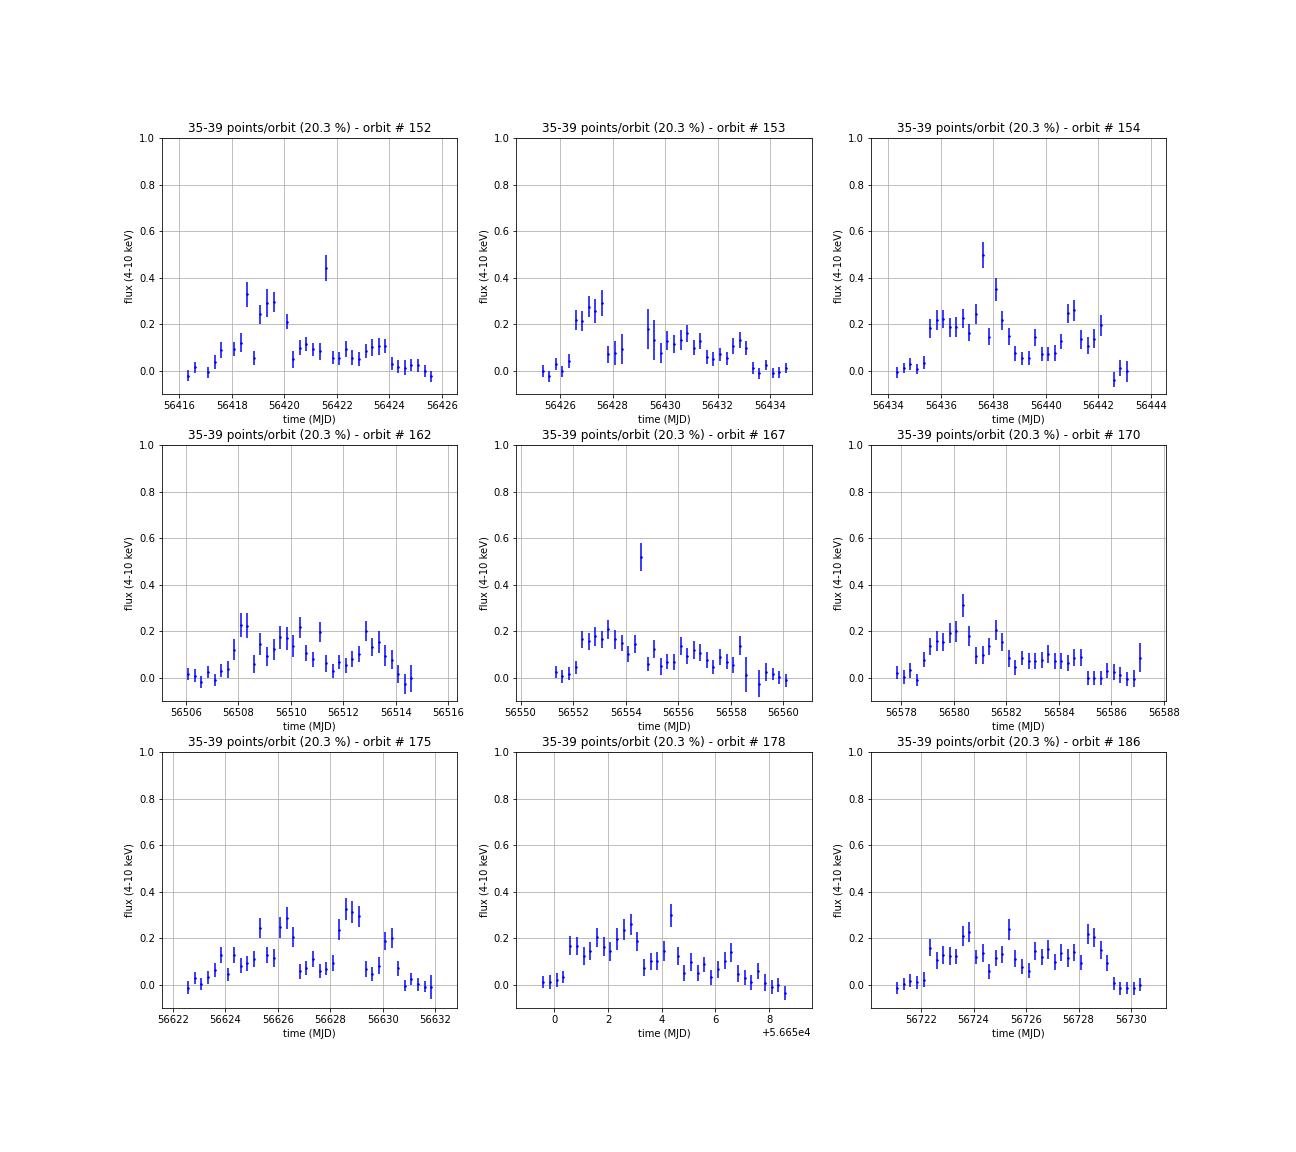 35-39 points/orbit (20.3 %) - orbit # 152
35-39 points/orbit (20.3 %) - orbit # 153
35-39 points/orbit (20.3 %) - orbit # 154
1.0
0.8
0.6
0.4
0.2
0.0
flux (4-10 keV)
56416 56418 56420 56422 56424 56426
time (MJD)
1.0
0.8
0.6
0.4
0.2
0.0
flux (4-10 keV)
56426 56428 56430 56432 56434
time (MJD)
1.0
0.8
0.6
0.4
0.2
0.0
flux (4-10 keV)
56434 56436 56438 56440 56442 56444
time (MJD)
35-39 points/orbit (20.3 %) - orbit # 162
35-39 points/orbit (20.3 %) - orbit # 167
35-39 points/orbit (20.3 %) - orbit # 170
1.0
0.8
0.6
0.4
0.2
0.0
flux (4-10 keV)
56506 56508 56510 56512 56514 56516
time (MJD)
1.0
0.8
0.6
0.4
0.2
0.0
flux (4-10 keV)
56550 56552 56554 56556 56558 56560
time (MJD)
1.0
0.8
0.6
0.4
0.2
0.0
flux (4-10 keV)
56578 56580 56582 56584 56586 56588
time (MJD)
35-39 points/orbit (20.3 %) - orbit # 175
35-39 points/orbit (20.3 %) - orbit # 178
35-39 points/orbit (20.3 %) - orbit # 186
1.0
0.8
0.6
0.4
0.2
0.0
flux (4-10 keV)
56622 56624 56626 56628 56630 56632
time (MJD)
1.0
0.8
0.6
0.4
0.2
0.0
flux (4-10 keV)
0 2 4 6 8
time (MJD)
+5.665e4
1.0
0.8
0.6
0.4
0.2
0.0
flux (4-10 keV)
56722 56724 56726 56728 56730
time (MJD)